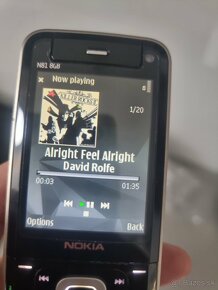 N81 8GB
Now playing
1/20
Alright Feel Alright
David Rolfe
00:03
01:35
Options
Back
NOKIA